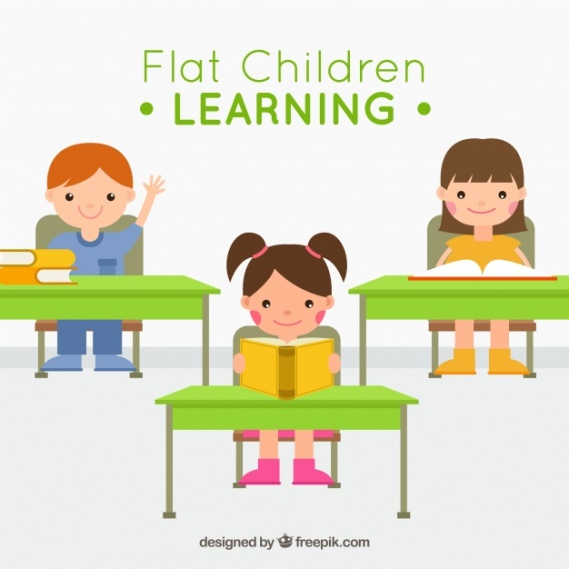 Flat Children
• LEARNING •
designed by freepik.com